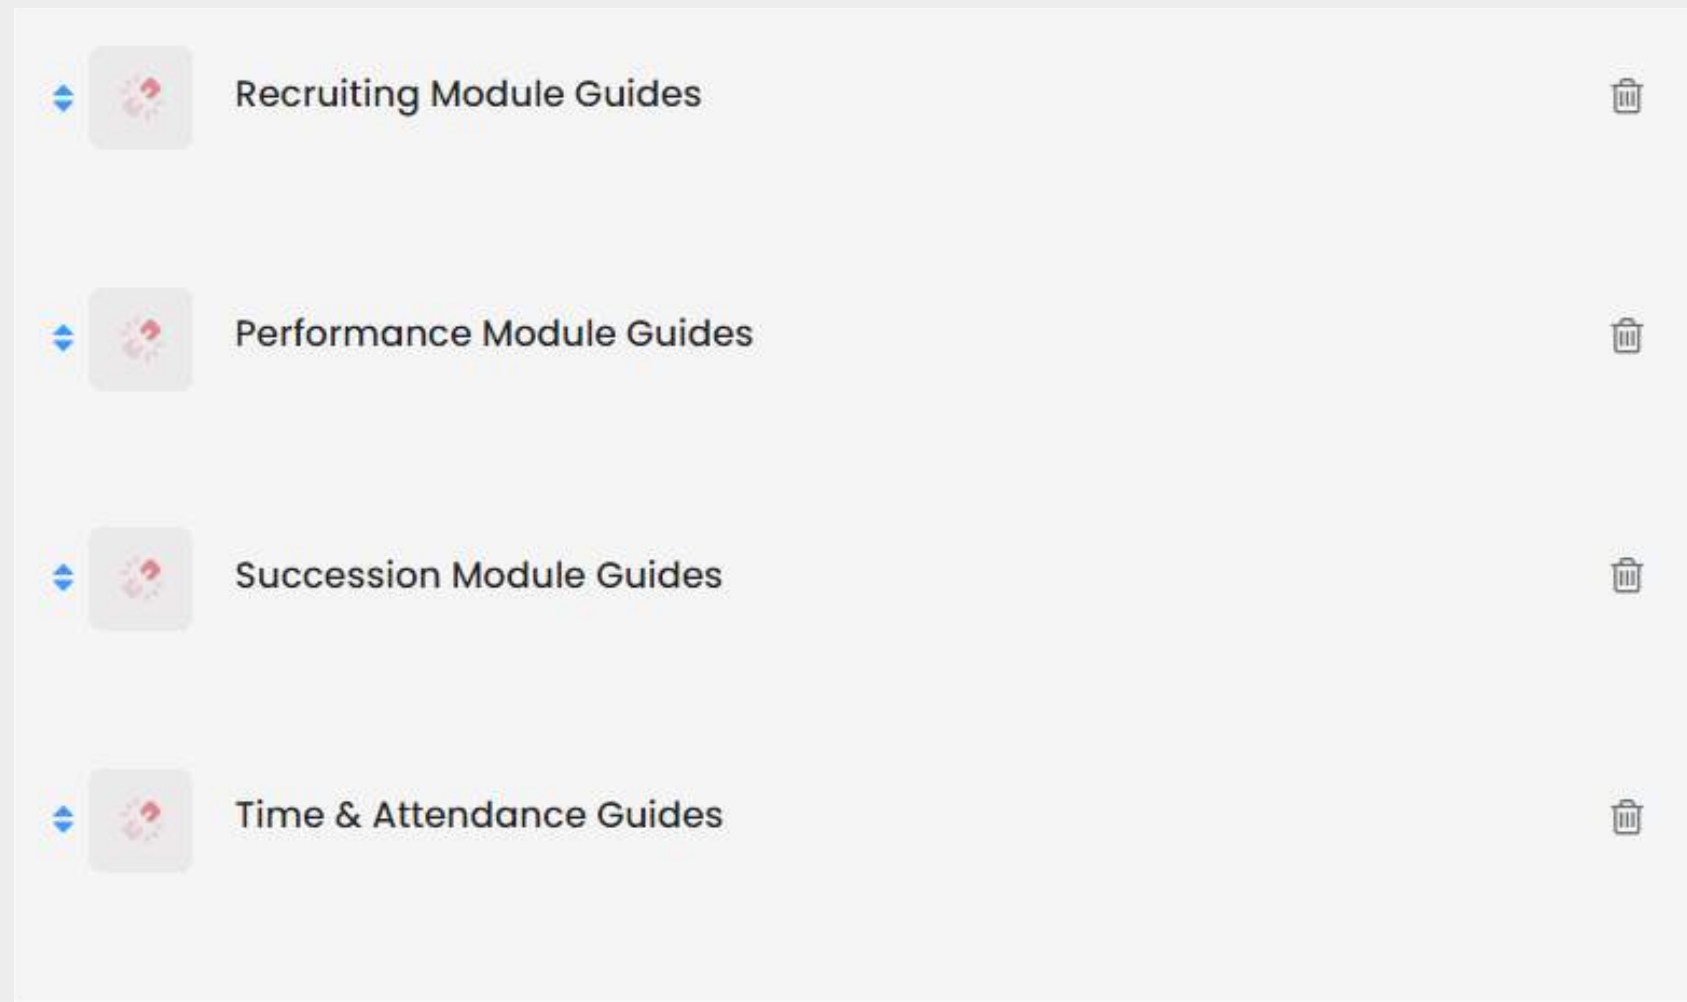 Recruiting Module Guides
Performance Module Guides
Succession Module Guides
Time & Attendance Guides